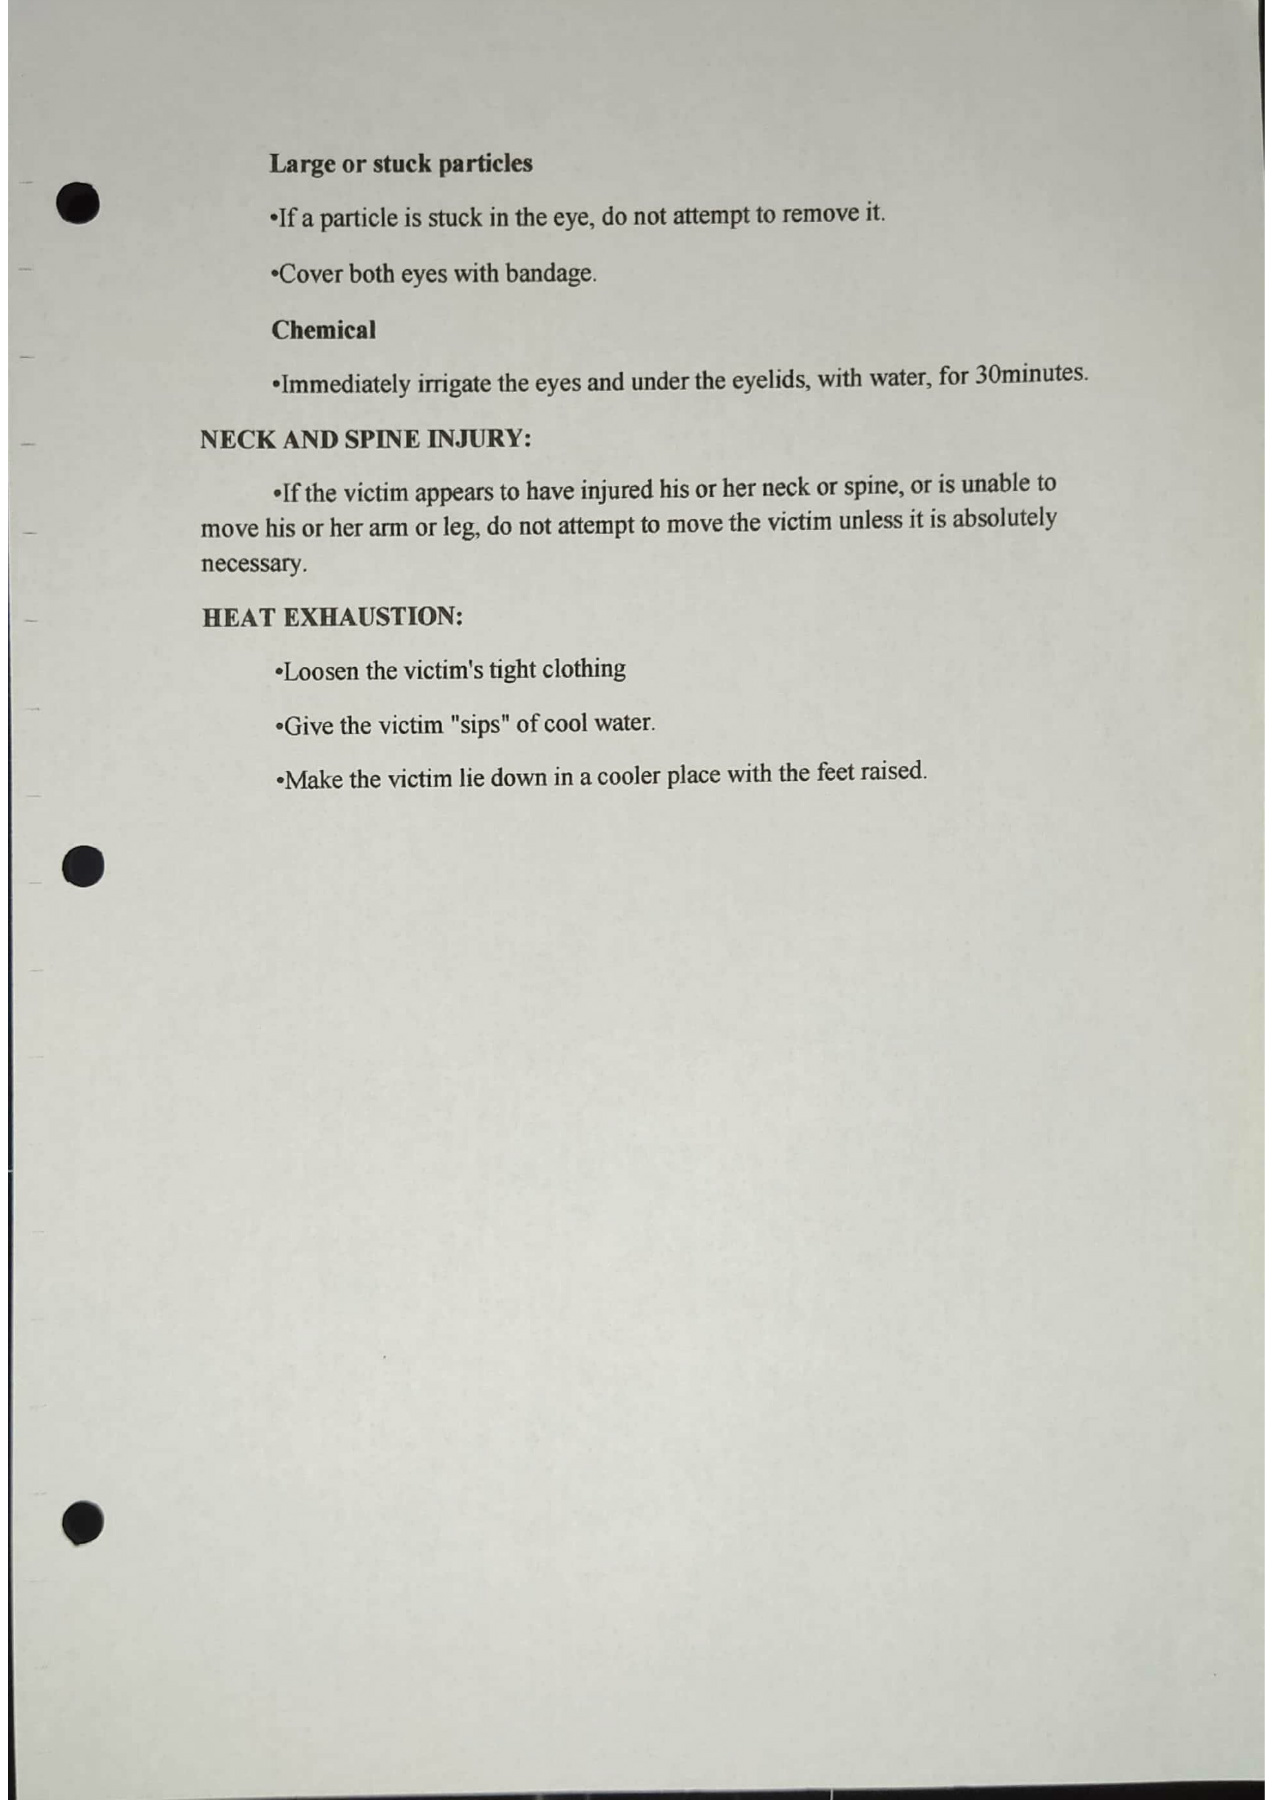 Large or stuck particles
•If a particle is stuck in the eye, do not attempt to remove it.
•Cover both eyes with bandage.
Chemical
•Immediately irrigate the eyes and under the eyelids, with water, for 30minutes.
NECK AND SPINE INJURY:
•If the victim appears to have injured his or her neck or spine, or is unable to
move his or her arm or leg, do not attempt to move the victim unless it is absolutely
necessary.
HEAT EXHAUSTION:
•Loosen the victim's tight clothing
•Give the victim "sips" of cool water.
•Make the victim lie down in a cooler place with the feet raised.